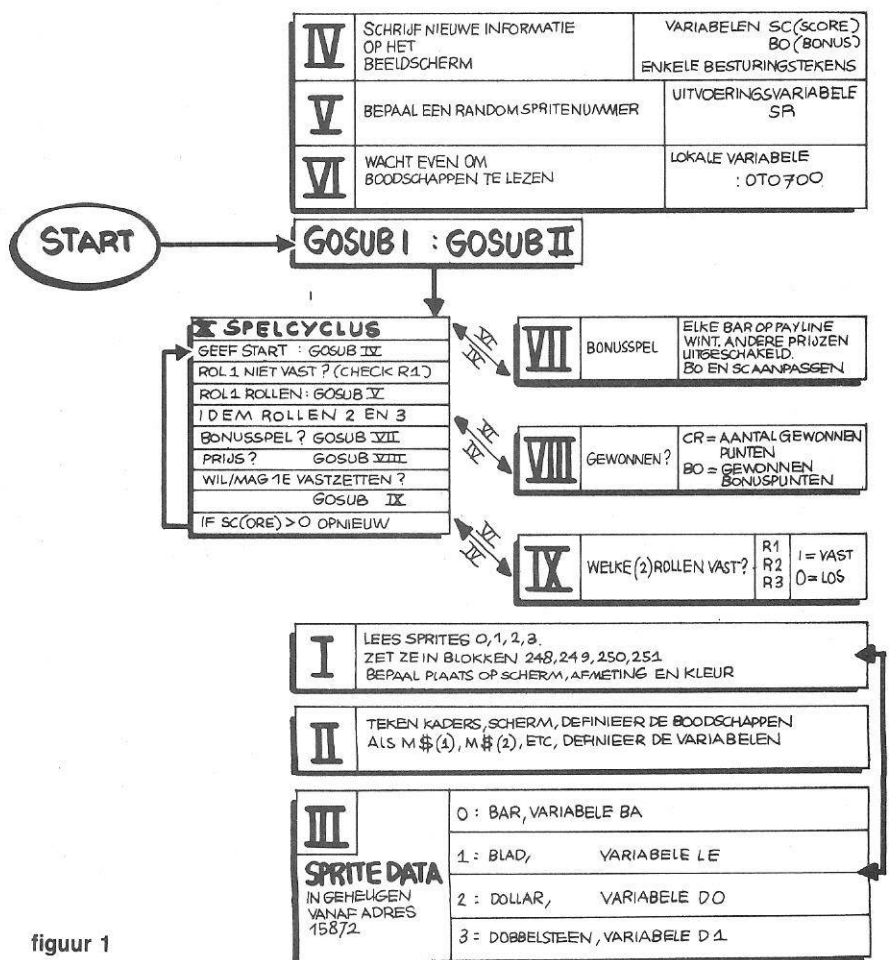 IV
SCHRIJF NIEUWE INFORMATIE
OP HET
BEELDSCHERM
VARIABELEN SC(SCORE)
BO(BONUS)
ENKELE BESTURINGSTEKENS
V
BEPAAL EEN RANDOM SPRITENUMMER
UITVOERINGSVARIABELE
SR
VI
WACHT EVEN OM
BOODSCHAPPEN TE LEZEN
LOKALE VARIABELE
: 0TO700
START
GOSUB I : GOSUB II
X SPELCYCLUS
GEEF START : GOSUB IV
ROL 1 NIET VAST? (CHECK R1)
ROL1 ROLLEN: GOSUB V
IDEM ROLLEN 2 EN 3
BONUSSPEL? GOSUB VII
PRIJS? GOSUB VIII
WIL/MAG 1E VASTZETTEN?
GOSUB IX
IF SC(ORE)>0 OPNIEUW
VI
IV
VII
BONUSSPEL
ELKE BAR OP PAYLINE
WINT. ANDERE PRIJZEN
UITGESCHAKELD.
BO EN SC AANPASSEN
VI
IV
VIII
GEWONNEN?
CR = AANTAL GEWONNEN
PUNTEN
BO = GEWONNEN
BONUSPUNTEN
VI
IV
IX
WELKE (2) ROLLEN VAST?
R1
R2
R3
1 = VAST
0 = LOS
I
LEES SPRITES 0,1,2,3.
ZET ZE IN BLOKKEN 248,249,250,251
BEPAAL PLAATS OP SCHERM, AFMETING EN KLEUR
II
TEKEN KADERS, SCHERM, DEFINIEER DE BOODSCHAPPEN
ALS M$(1), M$(2), ETC, DEFINIEER DE VARIABELEN
III
SPRITE DATA
IN GEHEUGEN
VANAF ADRES
15872
0 : BAR, VARIABELE BA
1 : BLAD, VARIABELE LE
2 : DOLLAR, VARIABELE DO
3 = DOBBELSTEEN, VARIABELE D1
figuur 1